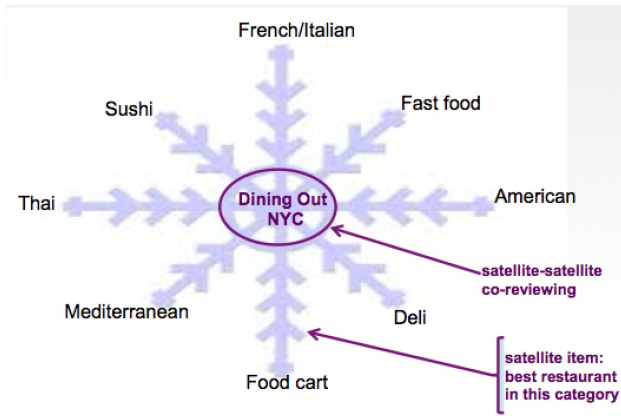 French/Italian
Sushi
Fast food
Thai
Dining Out
NYC
American
satellite-satellite
co-reviewing
Mediterranean
Deli
satellite item:
best restaurant
in this category
Food cart